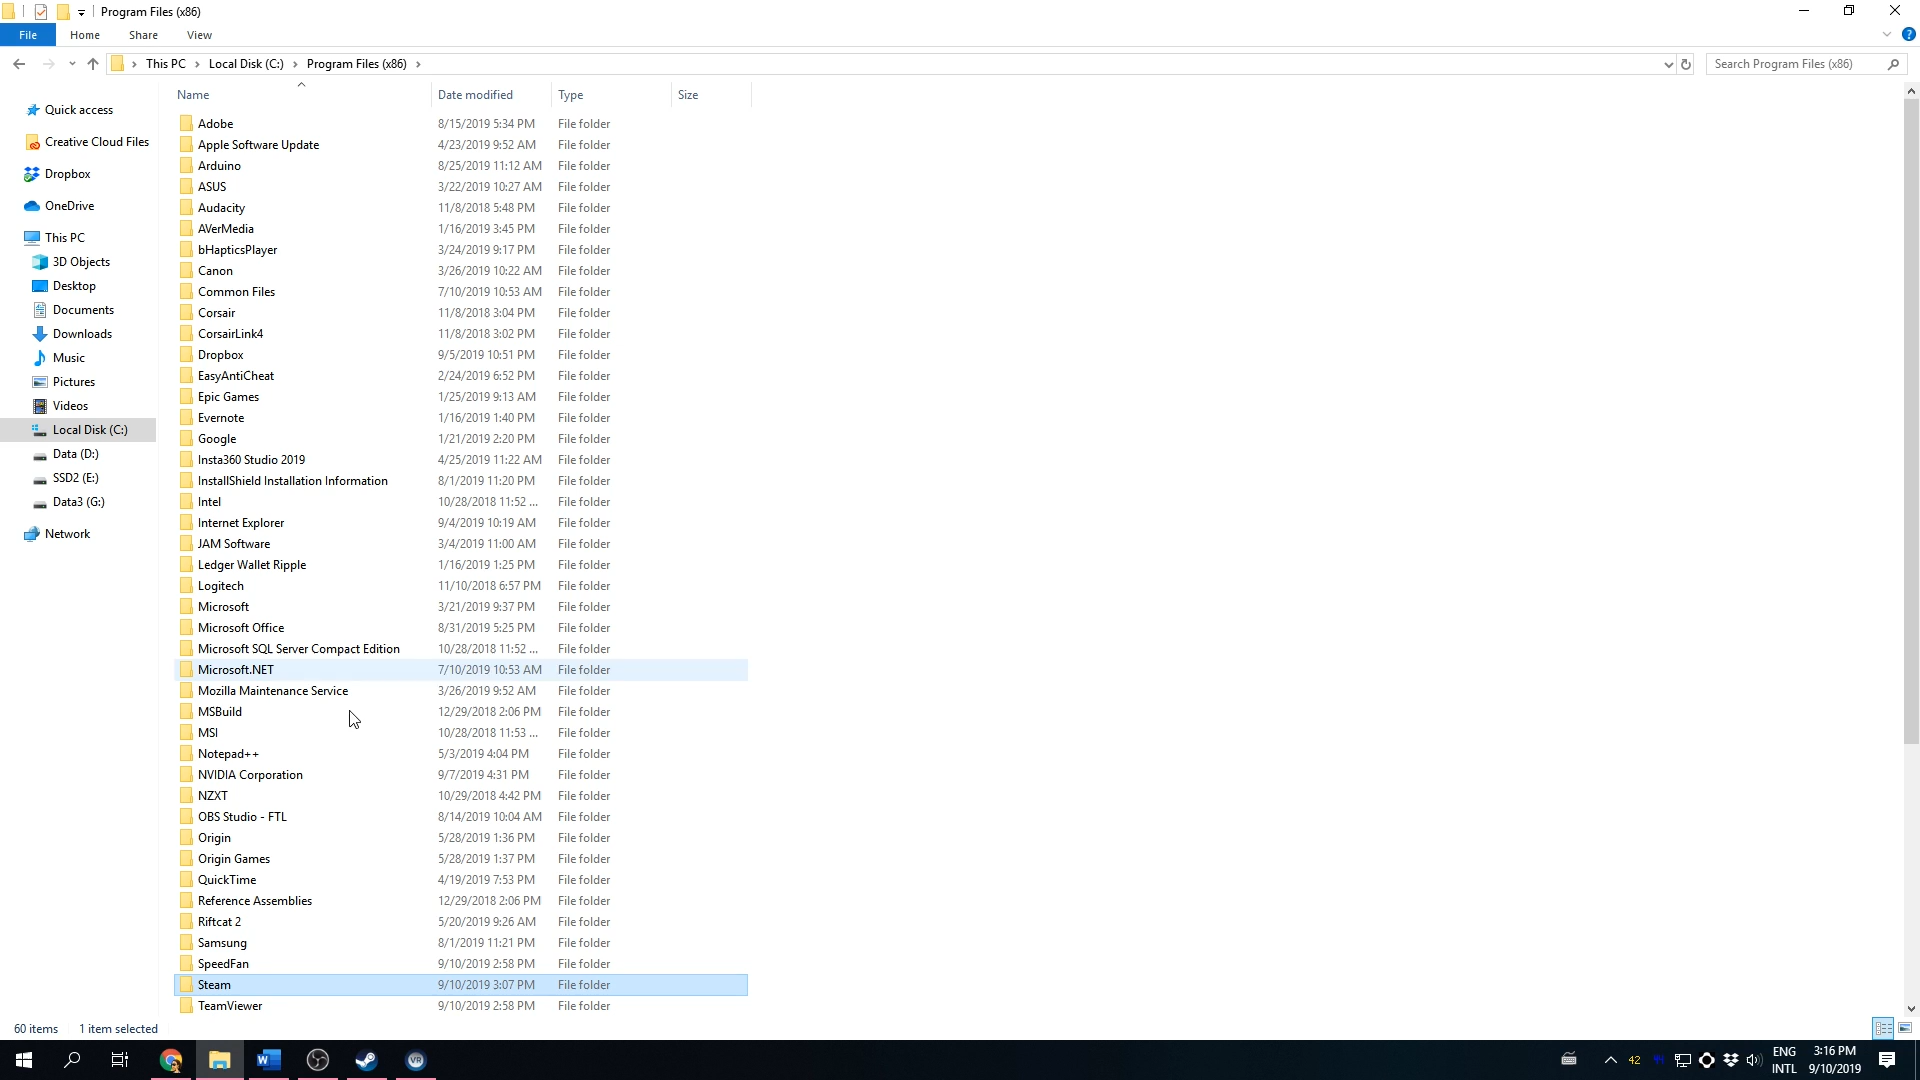 Program Files (x86)
File Home Share View
This PC Local Disk (C:) Program Files (x86)
Search Program Files (x86)
Name Date modified Type Size
Quick access
Creative Cloud Files
Dropbox
OneDrive
This PC
3D Objects
Desktop
Documents
Downloads
Music
Pictures
Videos
Local Disk (C:)
Data (D:)
SSD2 (E:)
Data3 (G:)
Network
Adobe 8/15/2019 5:34 PM File folder
Apple Software Update 4/23/2019 9:52 AM File folder
Arduino 8/25/2019 11:12 AM File folder
ASUS 3/22/2019 10:27 AM File folder
Audacity 11/8/2018 5:48 PM File folder
AVerMedia 1/16/2019 3:45 PM File folder
bHapticsPlayer 3/24/2019 9:17 PM File folder
Canon 3/26/2019 10:22 AM File folder
Common Files 7/10/2019 10:53 AM File folder
Corsair 11/8/2018 3:04 PM File folder
CorsairLink4 11/8/2018 3:02 PM File folder
Dropbox 9/5/2019 10:51 PM File folder
EasyAntiCheat 2/24/2019 6:52 PM File folder
Epic Games 1/25/2019 9:13 AM File folder
Evernote 1/16/2019 1:40 PM File folder
Google 1/21/2019 2:20 PM File folder
Insta360 Studio 2019 4/25/2019 11:22 AM File folder
InstallShield Installation Information 8/1/2019 11:20 PM File folder
Intel 10/28/2018 11:52 ... File folder
Internet Explorer 9/4/2019 10:19 AM File folder
JAM Software 3/4/2019 11:00 AM File folder
Ledger Wallet Ripple 1/16/2019 1:25 PM File folder
Logitech 11/10/2018 6:57 PM File folder
Microsoft 3/21/2019 9:37 PM File folder
Microsoft Office 8/31/2019 5:25 PM File folder
Microsoft SQL Server Compact Edition 10/28/2018 11:52 ... File folder
Microsoft.NET 7/10/2019 10:53 AM File folder
Mozilla Maintenance Service 3/26/2019 9:52 AM File folder
MSBuild 12/29/2018 2:06 PM File folder
MSI 10/28/2018 11:53 ... File folder
Notepad++ 5/3/2019 4:04 PM File folder
NVIDIA Corporation 9/7/2019 4:31 PM File folder
NZXT 10/29/2018 4:42 PM File folder
OBS Studio - FTL 8/14/2019 10:04 AM File folder
Origin 5/28/2019 1:36 PM File folder
Origin Games 5/28/2019 1:37 PM File folder
QuickTime 4/19/2019 7:53 PM File folder
Reference Assemblies 12/29/2018 2:06 PM File folder
Riftcat 2 5/20/2019 9:26 AM File folder
Samsung 8/1/2019 11:21 PM File folder
SpeedFan 9/10/2019 2:58 PM File folder
Steam 9/10/2019 3:07 PM File folder
TeamViewer 9/10/2019 2:58 PM File folder
60 items 1 item selected
VR
42
ENG
INTL
3:16 PM
9/10/2019